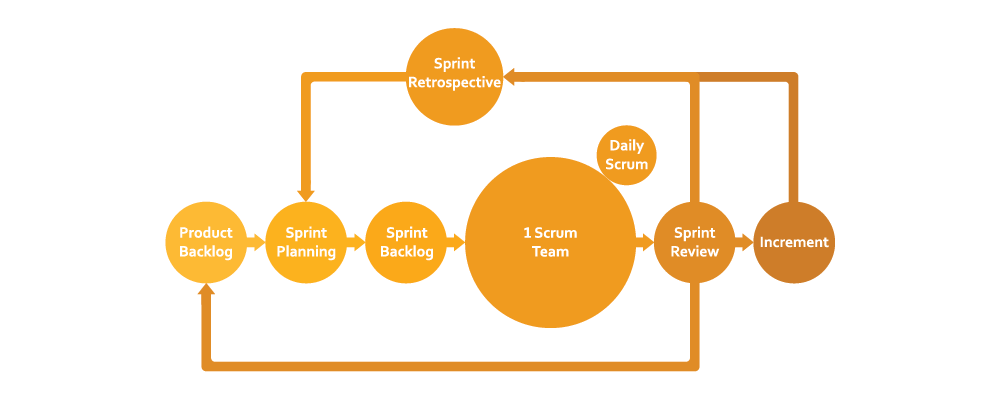 Sprint
Retrospective
Daily
Scrum
Product
Backlog
Sprint
Planning
Sprint
Backlog
1 Scrum
Team
Sprint
Review
Increment